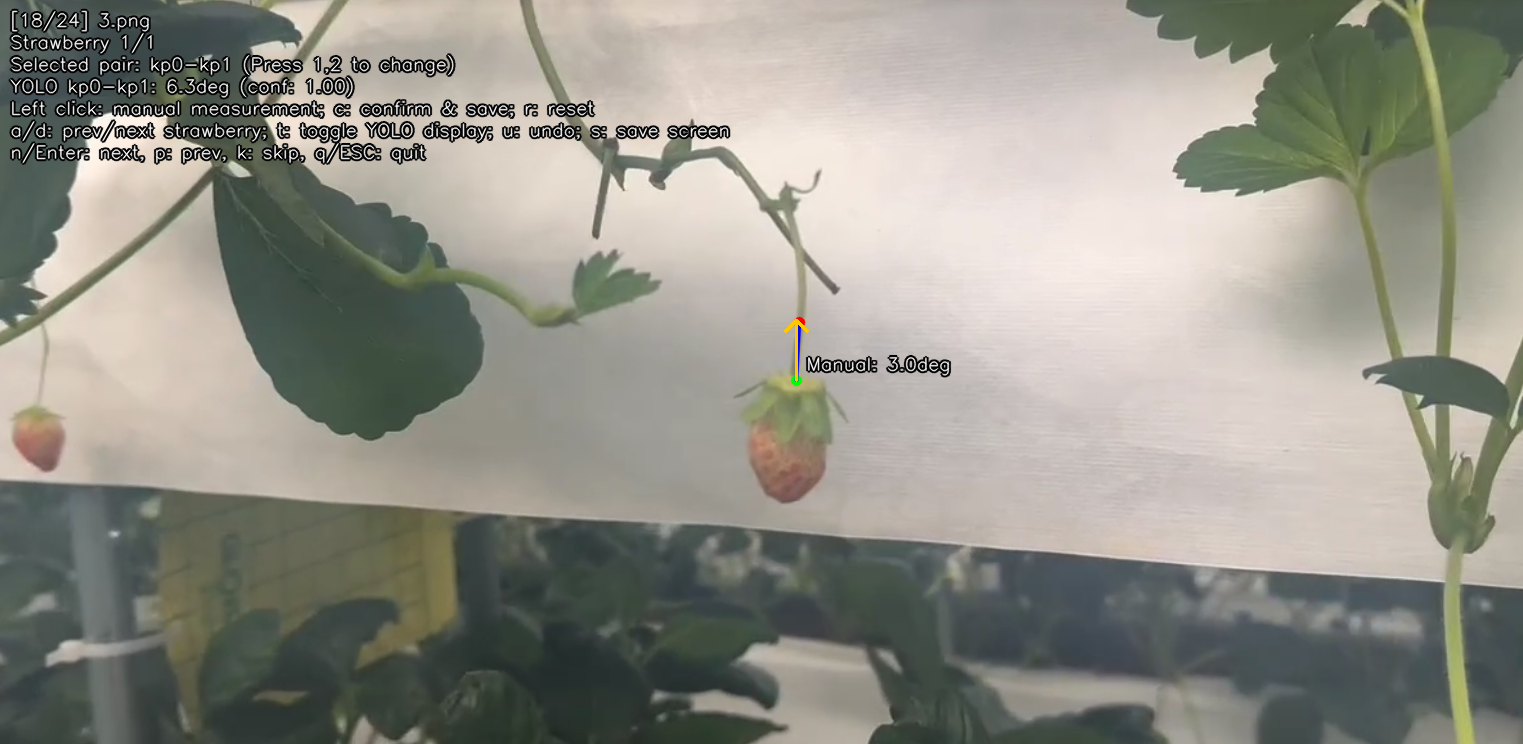 [18/24] 3.png
Strawberry 1/1
Selected pair: kp0-kp1 (Press 1,2 to change)
YOLO kp0-kp1: 6.3deg (conf: 1.00)
Left click: manual measurement; c: confirm & save; r: reset
a/d: prev/next strawberry; t: toggle YOLO display; u: undo; s: save screen
n/Enter: next, p: prev, k: skip, q/ESC: quit
Manual: 3.0deg